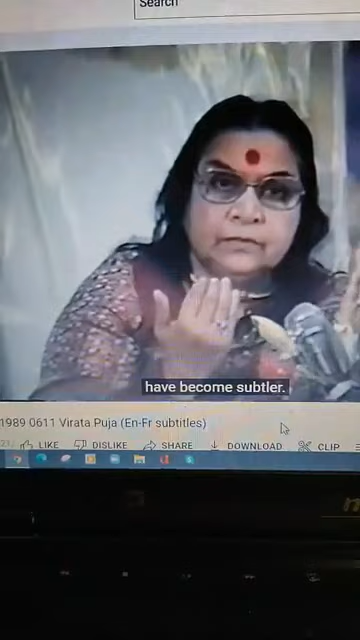 Search
have become subtler.
1989 0611 Virata Puja (En-Fr subtitles)
LIKE DISLIKE SHARE DOWNLOAD CLIP